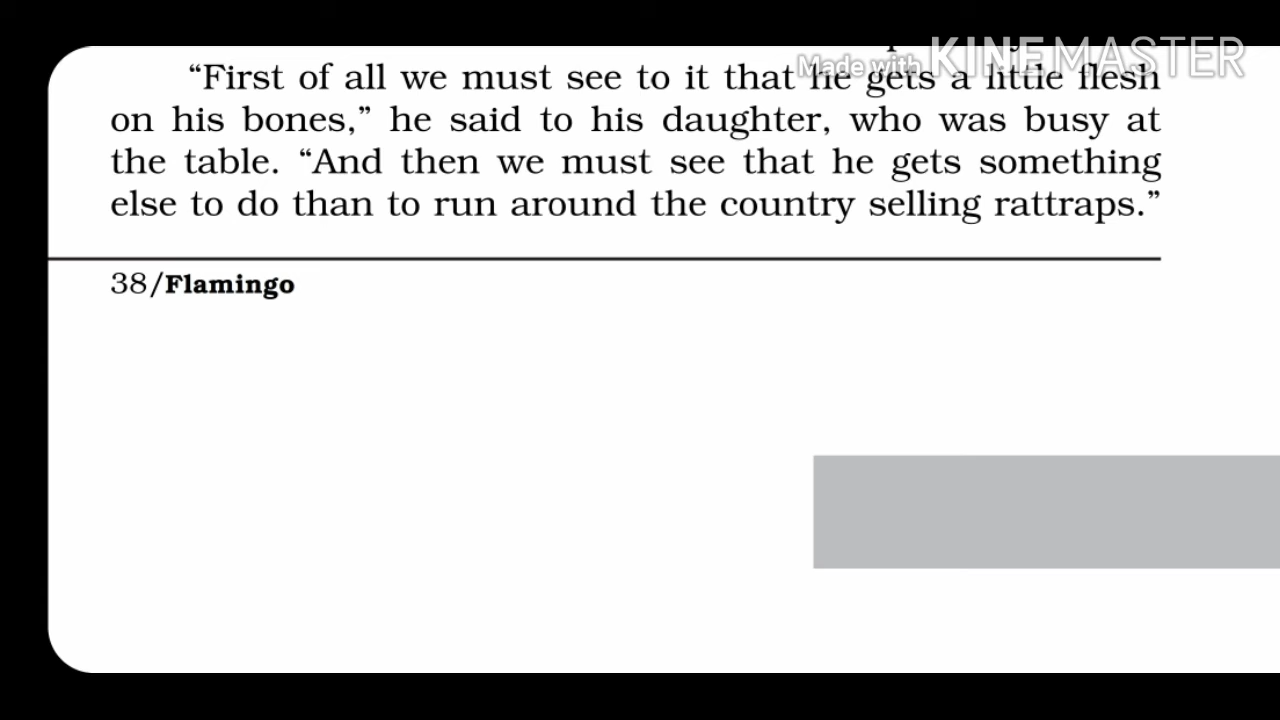 Made with KINEMASTER
“First of all we must see to it that he gets a little flesh
on his bones,” he said to his daughter, who was busy at
the table. “And then we must see that he gets something
else to do than to run around the country selling rattraps.”
38/Flamingo